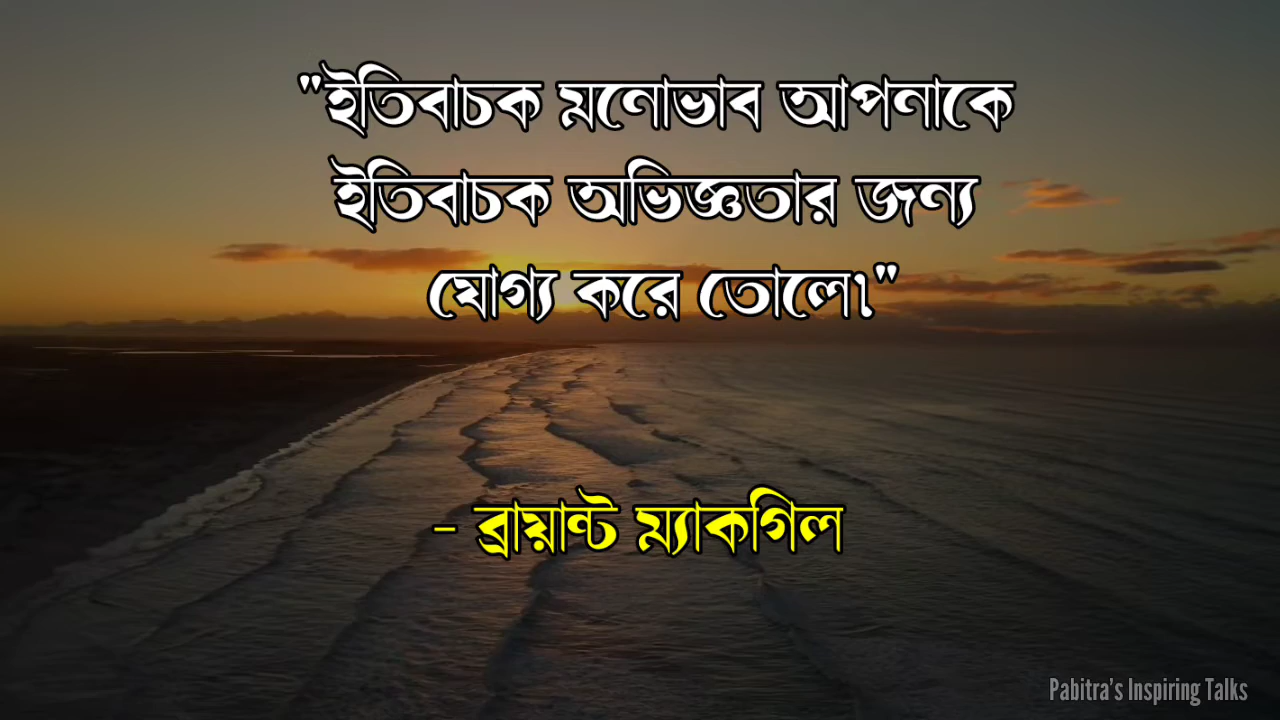 "ইতিবাচক মনোভাব আপনাকে
ইতিবাচক অভিজ্ঞতার জন্য
যোগ্য করে তোলে৷"
- ব্রায়ান্ট ম্যাকগিল
Pabitra's Inspiring Talks